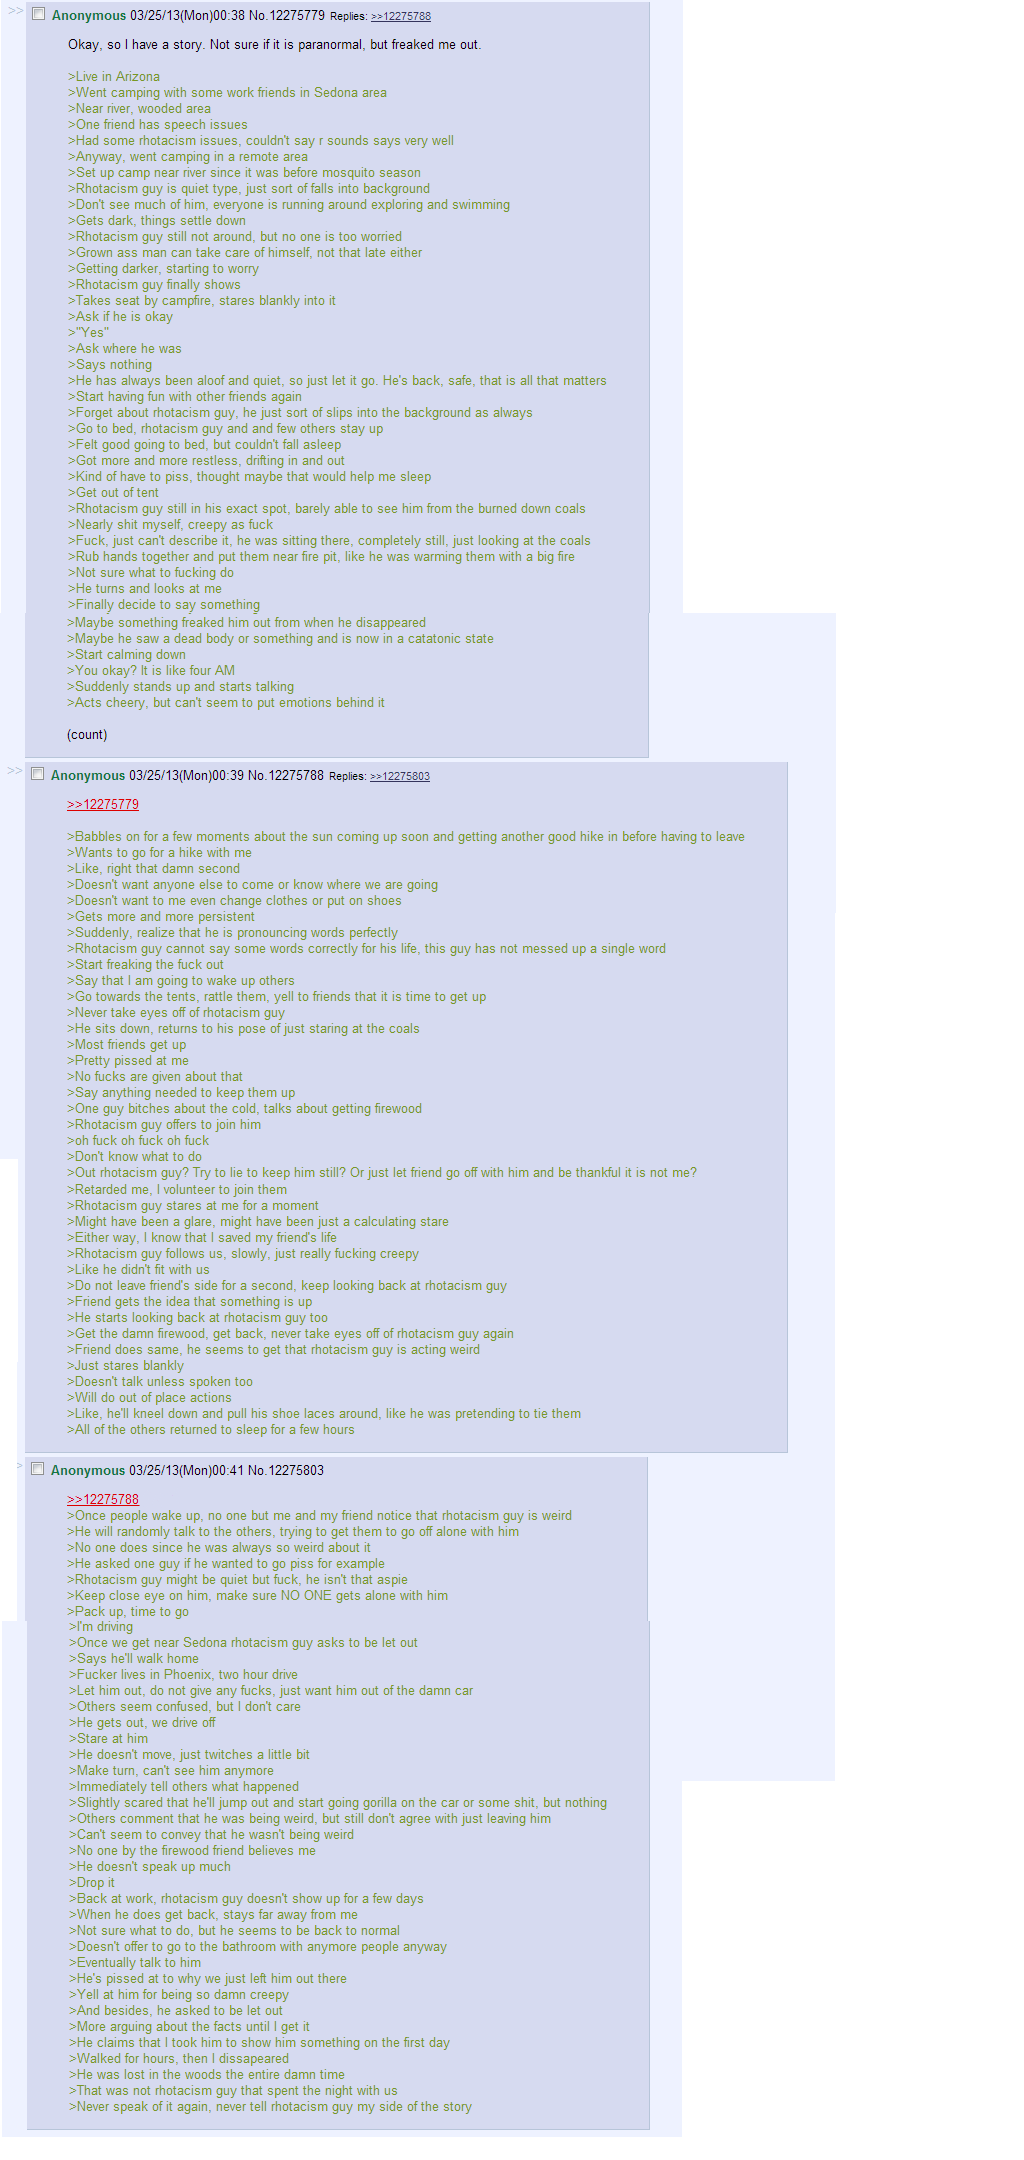 >> Anonymous 03/25/13(Mon)00:38 No.12275779 Replies: >>12275788
Okay, so I have a story. Not sure if it is paranormal, but freaked me out.
>Live in Arizona
>Went camping with some work friends in Sedona area
>Near river, wooded area
>One friend has speech issues
>Had some rhotacism issues, couldn't say r sounds says very well
>Anyway, went camping in a remote area
>Set up camp near river since it was before mosquito season
>Rhotacism guy is quiet type, just sort of falls into background
>Don't see much of him, everyone is running around exploring and swimming
>Gets dark, things settle down
>Rhotacism guy still not around, but no one is too worried
>Grown ass man can take care of himself, not that late either
>Getting darker, starting to worry
>Rhotacism guy finally shows
>Takes seat by campfire, stares blankly into it
>Ask if he is okay
>"Yes"
>Ask where he was
>Says nothing
>He has always been aloof and quiet, so just let it go. He's back, safe, that is all that matters
>Start having fun with other friends again
>Forget about rhotacism guy, he just sort of slips into the background as always
>Go to bed, rhotacism guy and and few others stay up
>Felt good going to bed, but couldn't fall asleep
>Got more and more restless, drifting in and out
>Kind of have to piss, thought maybe that would help me sleep
>Get out of tent
>Rhotacism guy still in his exact spot, barely able to see him from the burned down coals
>Nearly shit myself, creepy as fuck
>Fuck, just can't describe it, he was sitting there, completely still, just looking at the coals
>Rub hands together and put them near fire pit, like he was warming them with a big fire
>Not sure what to fucking do
>He turns and looks at me
>Finally decide to say something
>Maybe something freaked him out from when he disappeared
>Maybe he saw a dead body or something and is now in a catatonic state
>Start calming down
>You okay? It is like four AM
>Suddenly stands up and starts talking
>Acts cheery, but can't seem to put emotions behind it
(count)
>> Anonymous 03/25/13(Mon)00:39 No.12275788 Replies: >>12275803
>>12275779
>Babbles on for a few moments about the sun coming up soon and getting another good hike in before having to leave
>Wants to go for a hike with me
>Like, right that damn second
>Doesn't want anyone else to come or know where we are going
>Doesn't want to me even change clothes or put on shoes
>Gets more and more persistent
>Suddenly, realize that he is pronouncing words perfectly
>Rhotacism guy cannot say some words correctly for his life, this guy has not messed up a single word
>Start freaking the fuck out
>Say that I am going to wake up others
>Go towards the tents, rattle them, yell to friends that it is time to get up
>Never take eyes off of rhotacism guy
>He sits down, returns to his pose of just staring at the coals
>Most friends get up
>Pretty pissed at me
>No fucks are given about that
>Say anything needed to keep them up
>One guy bitches about the cold, talks about getting firewood
>Rhotacism guy offers to join him
>oh fuck oh fuck oh fuck
>Don't know what to do
>Out rhotacism guy? Try to lie to keep him still? Or just let friend go off with him and be thankful it is not me?
>Retarded me, I volunteer to join them
>Rhotacism guy stares at me for a moment
>Might have been a glare, might have been just a calculating stare
>Either way, I know that I saved my friend's life
>Rhotacism guy follows us, slowly, just really fucking creepy
>Like he didn't fit with us
>Do not leave friend's side for a second, keep looking back at rhotacism guy
>Friend gets the idea that something is up
>He starts looking back at rhotacism guy too
>Get the damn firewood, get back, never take eyes off of rhotacism guy again
>Friend does same, he seems to get that rhotacism guy is acting weird
>Just stares blankly
>Doesn't talk unless spoken too
>Will do out of place actions
>Like, he'll kneel down and pull his shoe laces around, like he was pretending to tie them
>All of the others returned to sleep for a few hours
> Anonymous 03/25/13(Mon)00:41 No.12275803
>>12275788
>Once people wake up, no one but me and my friend notice that rhotacism guy is weird
>He will randomly talk to the others, trying to get them to go off alone with him
>No one does since he was always so weird about it
>He asked one guy if he wanted to go piss for example
>Rhotacism guy might be quiet but fuck, he isn't that aspie
>Keep close eye on him, make sure NO ONE gets alone with him
>Pack up, time to go
>I'm driving
>Once we get near Sedona rhotacism guy asks to be let out
>Says he'll walk home
>Fucker lives in Phoenix, two hour drive
>Let him out, do not give any fucks, just want him out of the damn car
>Others seem confused, but I don't care
>He gets out, we drive off
>Stare at him
>He doesn't move, just twitches a little bit
>Make turn, can't see him anymore
>Immediately tell others what happened
>Slightly scared that he'll jump out and start going gorilla on the car or some shit, but nothing
>Others comment that he was being weird, but still don't agree with just leaving him
>Can't seem to convey that he wasn't being weird
>No one by the firewood friend believes me
>He doesn't speak up much
>Drop it
>Back at work, rhotacism guy doesn't show up for a few days
>When he does get back, stays far away from me
>Not sure what to do, but he seems to be back to normal
>Doesn't offer to go to the bathroom with anymore people anyway
>Eventually talk to him
>He's pissed at to why we just left him out there
>Yell at him for being so damn creepy
>And besides, he asked to be let out
>More arguing about the facts until I get it
>He claims that I took him to show him something on the first day
>Walked for hours, then I dissapeared
>He was lost in the woods the entire damn time
>That was not rhotacism guy that spent the night with us
>Never speak of it again, never tell rhotacism guy my side of the story